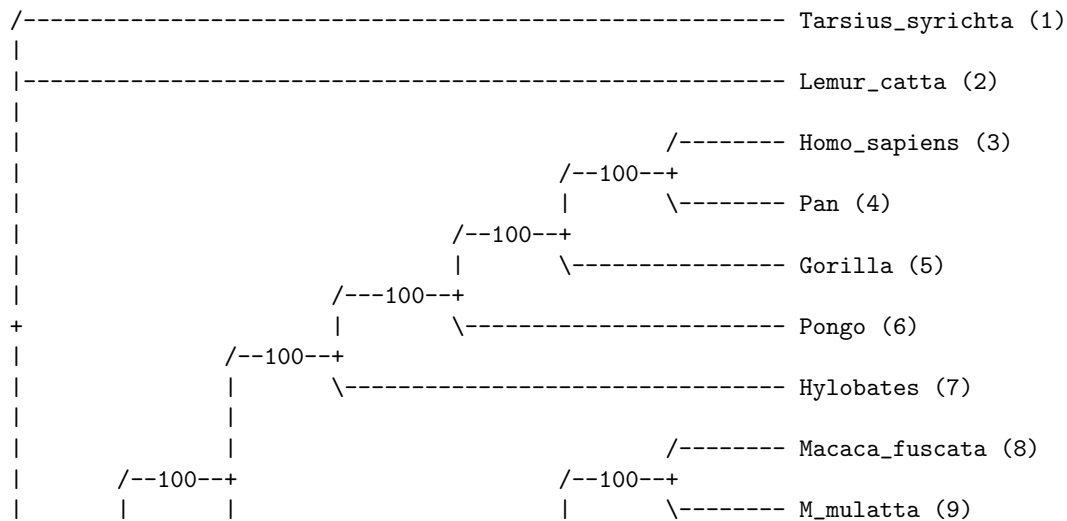 /--------------------------------------------------------- Tarsius_syrichta (1)
|
|--------------------------------------------------------- Lemur_catta (2)
|
|                                                /-------- Homo_sapiens (3)
|                                        /--100--+
|                                        |       \-------- Pan (4)
|                                /--100--+
|                                |       \---------------- Gorilla (5)
|                       /---100--+
+                       |        \------------------------ Pongo (6)
|               /--100--+
|               |       \--------------------------------- Hylobates (7)
|               |
|               |                                /-------- Macaca_fuscata (8)
|       /--100--+                        /--100--+
|       |       |                        |       \-------- M_mulatta (9)